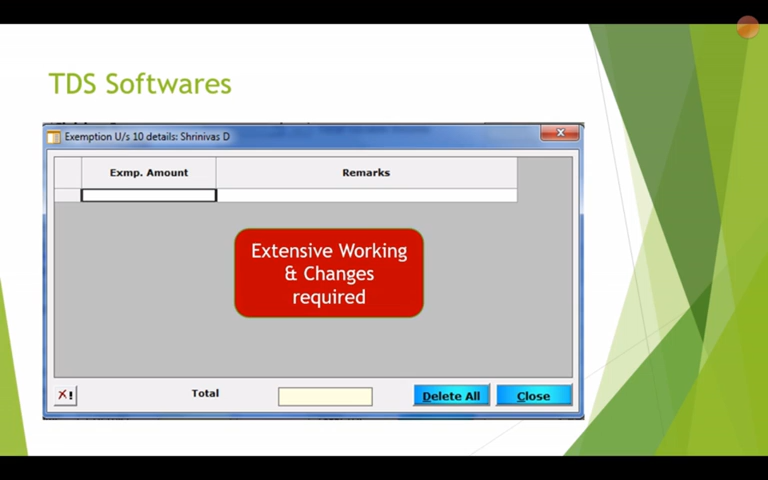 TDS Softwares
Exemption U/s 10 details: Shrinivas D
Exmp. Amount
Remarks
Extensive Working
& Changes
required
Total
Delete All
Close